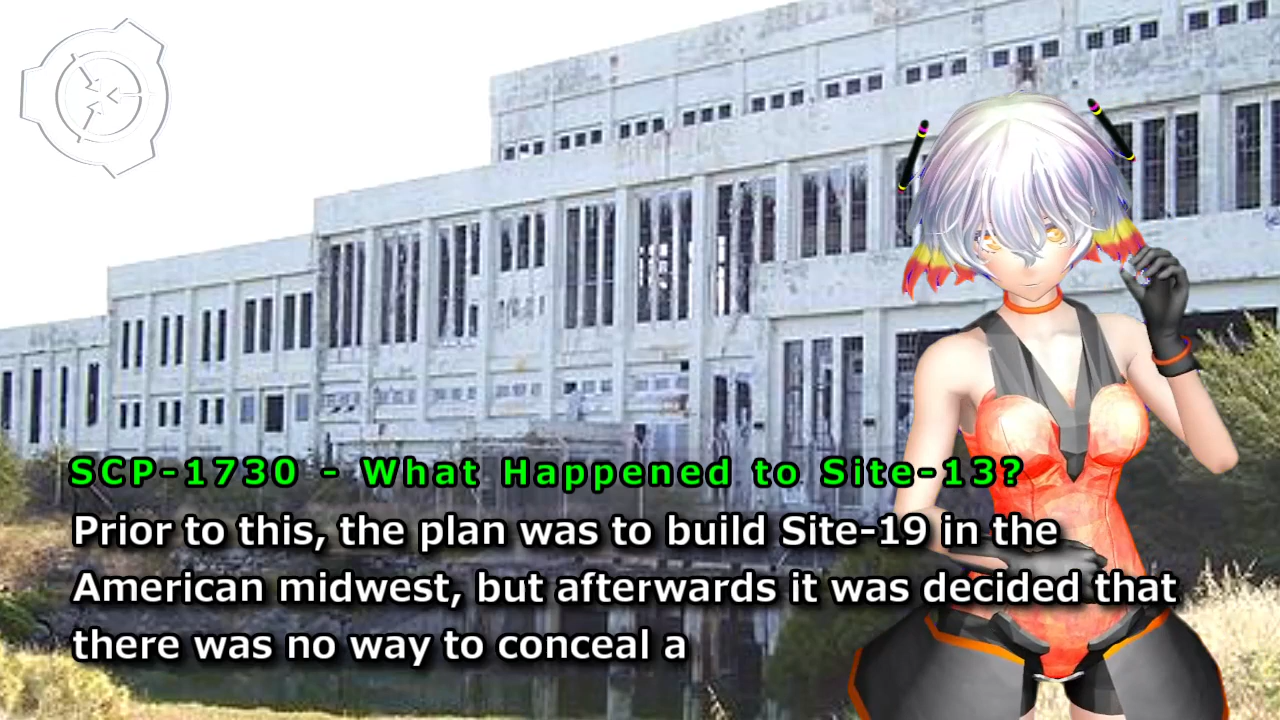 SCP-1730 - What Happened to Site-13?
Prior to this, the plan was to build Site-19 in the
American midwest, but afterwards it was decided that
there was no way to conceal a